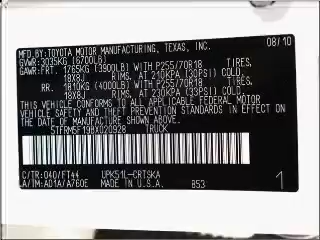 MFD.BY:TOYOTA MOTOR MANUFACTURING, TEXAS, INC. 08/10
GVWR:3035KG (6700LB)
GAWR:FRT. 1765KG (3900LB) WITH P255/70R18 TIRES,
18X8J RIMS, AT 210KPA (30PSI) COLD
RR. 1810KG (4000LB) WITH P255/70R18 TIRES,
18X8J RIMS, AT 230KPA (33PSI) COLD
THIS VEHICLE CONFORMS TO ALL APPLICABLE FEDERAL MOTOR
VEHICLE SAFETY AND THEFT PREVENTION STANDARDS IN EFFECT
ON THE DATE OF MANUFACTURE SHOWN ABOVE.
5TFRM5F19BX020928 TRUCK
C/TR:040/FT44 UPK51L-CRTSKA
A/TM:AD1A/A760E MADE IN U.S.A. 853 1